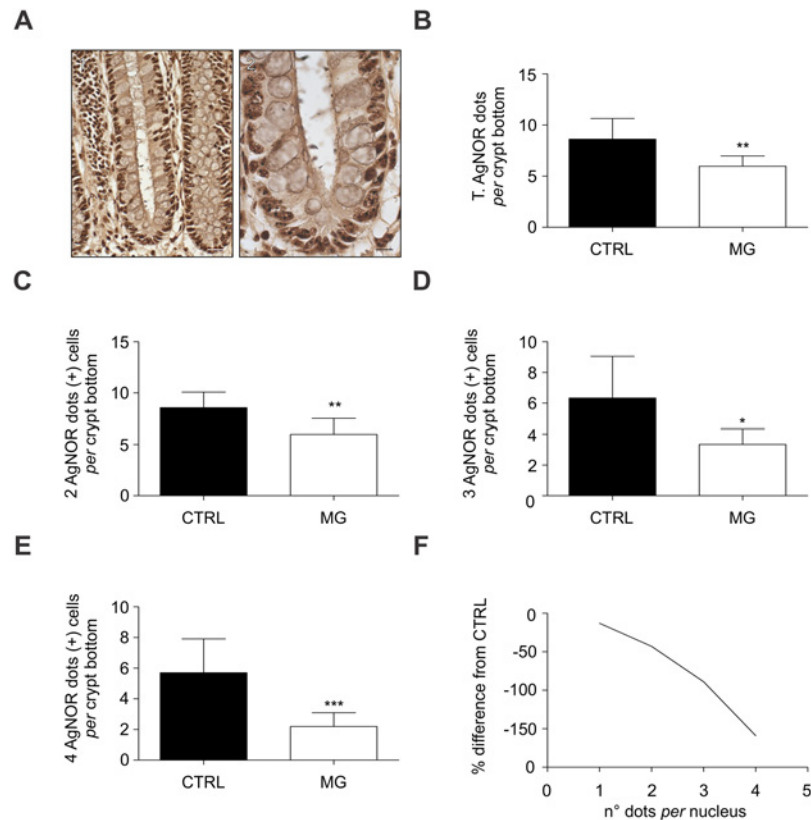 A
B
T. AgNOR dots
per crypt bottom
15
10
5
0
**
CTRL
MG
C
2 AgNOR dots (+) cells
per crypt bottom
15
10
5
0
**
CTRL
MG
D
3 AgNOR dots (+) cells
per crypt bottom
10
8
6
4
2
0
*
CTRL
MG
E
4 AgNOR dots (+) cells
per crypt bottom
10
8
6
4
2
0
***
CTRL
MG
F
% difference from CTRL
0
-50
-100
-150
0
0
1
2
3
4
5
n° dots per nucleus